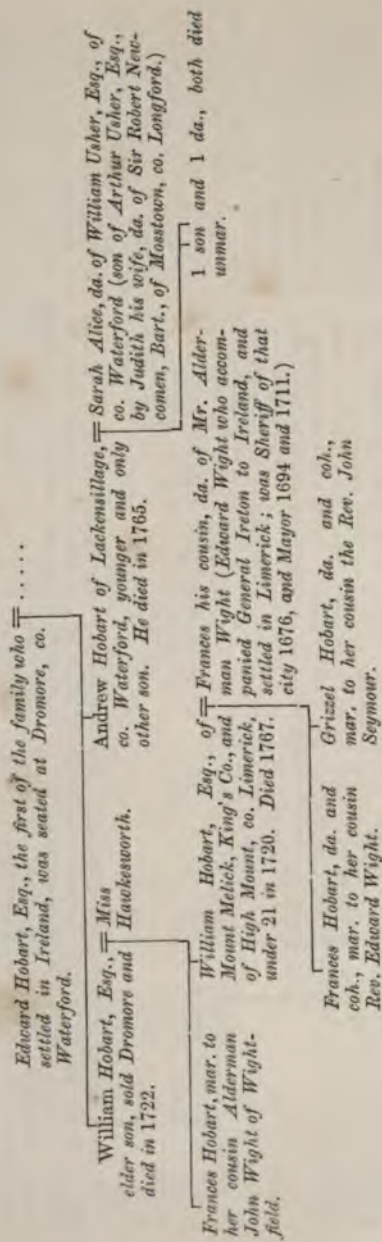 Edward Hobart, Esq., the first of the family who = . . . . . .
settled in Ireland, was seated at Dromore, co.
Waterford.
William Hobart, Esq., = Miss
elder son, sold Dromore and Hawkesworth.
died in 1722.
Andrew Hobart of Lackensillage, = Sarah Alice, da. of William Usher, Esq., of
co. Waterford, younger and only co. Waterford (son of Arthur Usher, Esq.,
other son. He died in 1765. by Judith his wife, da. of Sir Robert New-
comen, Bart., of Mosstown, co. Longford.)
Frances Hobart, mar. to
her cousin Alderman
John Wight of Wight-
field.
William Hobart, Esq., of = Frances his cousin, da. of Mr. Alder-
Mount Melick, King's Co., and man Wight (Edward Wight who accom-
of High Mount, co. Limerick, panied General Ireton to Ireland, and
under 21 in 1720. Died 1767. settled in Limerick; was Sheriff of that
city 1676, and Mayor 1694 and 1711.)
1 son and 1 da., both died
unmar.
Frances Hobart, da. and
coh., mar. to her cousin
Rev. Edward Wight.
Grizzel Hobart, da. and coh.,
mar. to her cousin the Rev. John
Seymour.